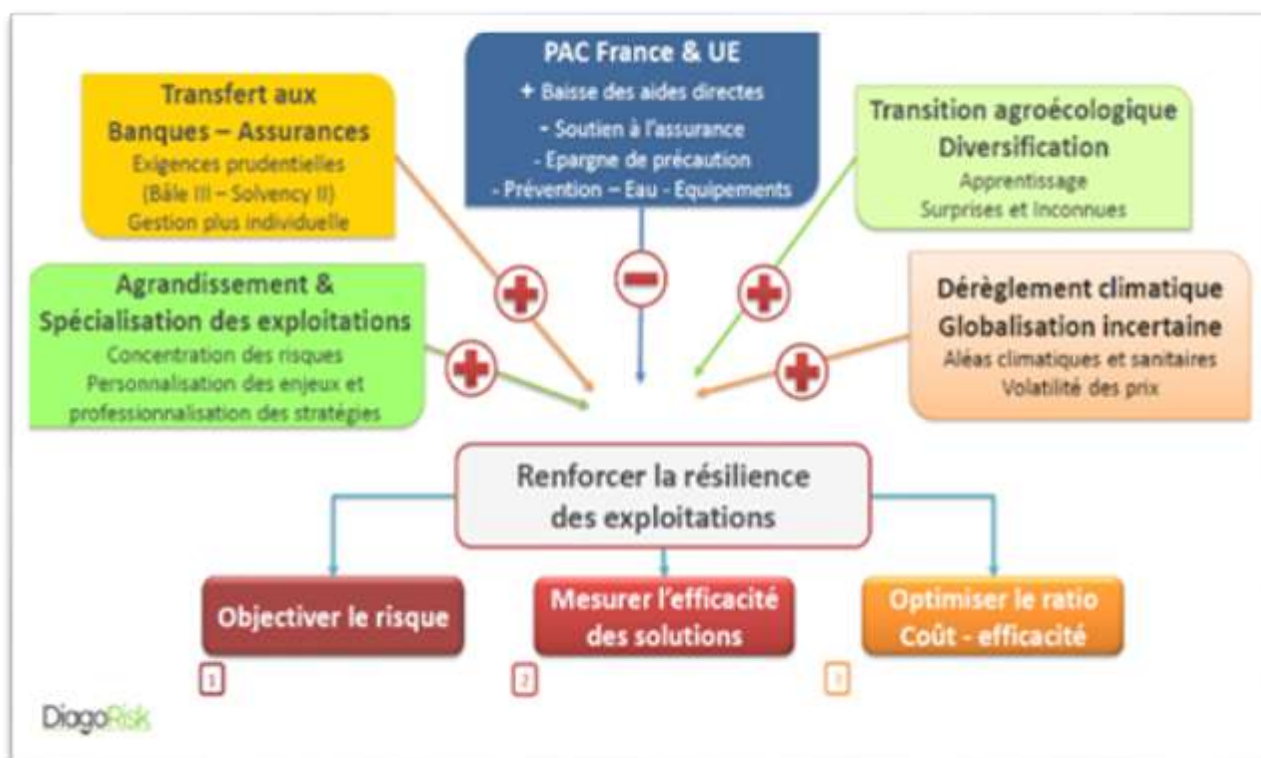 PAC France & UE
+ Baisse des aides directes
- Soutien à l'assurance
- Epargne de précaution
- Prévention – Eau - Equipements
Transfert aux
Banques – Assurances
Exigences prudentielles
(Bâle III – Solvency II)
Gestion plus individuelle
Transition agroécologique
Diversification
Apprentissage
Surprises et Inconnues
Agrandissement &
Spécialisation des exploitations
Concentration des risques
Personnalisation des enjeux et
professionnalisation des stratégies
Dérèglement climatique
Globalisation incertaine
Aléas climatiques et sanitaires
Volatilité des prix
Renforcer la résilience
des exploitations
Objectiver le risque
Mesurer l'efficacité
des solutions
Optimiser le ratio
Coût - efficacité
1
2
DiagoRisk